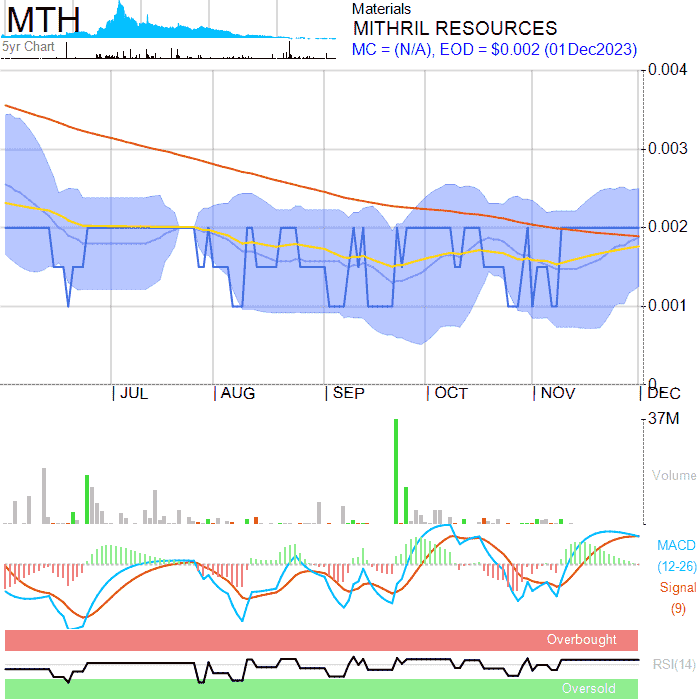 MTH
5yr Chart
Materials
MITHRIL RESOURCES
MC = (N/A), EOD = $0.002 (01Dec2023)
0.004
0.003
0.002
0.001
0
JUL AUG SEP OCT NOV DEC
37M
Volume
MACD
(12-26)
Signal
(9)
Overbought
RSI(14)
Oversold